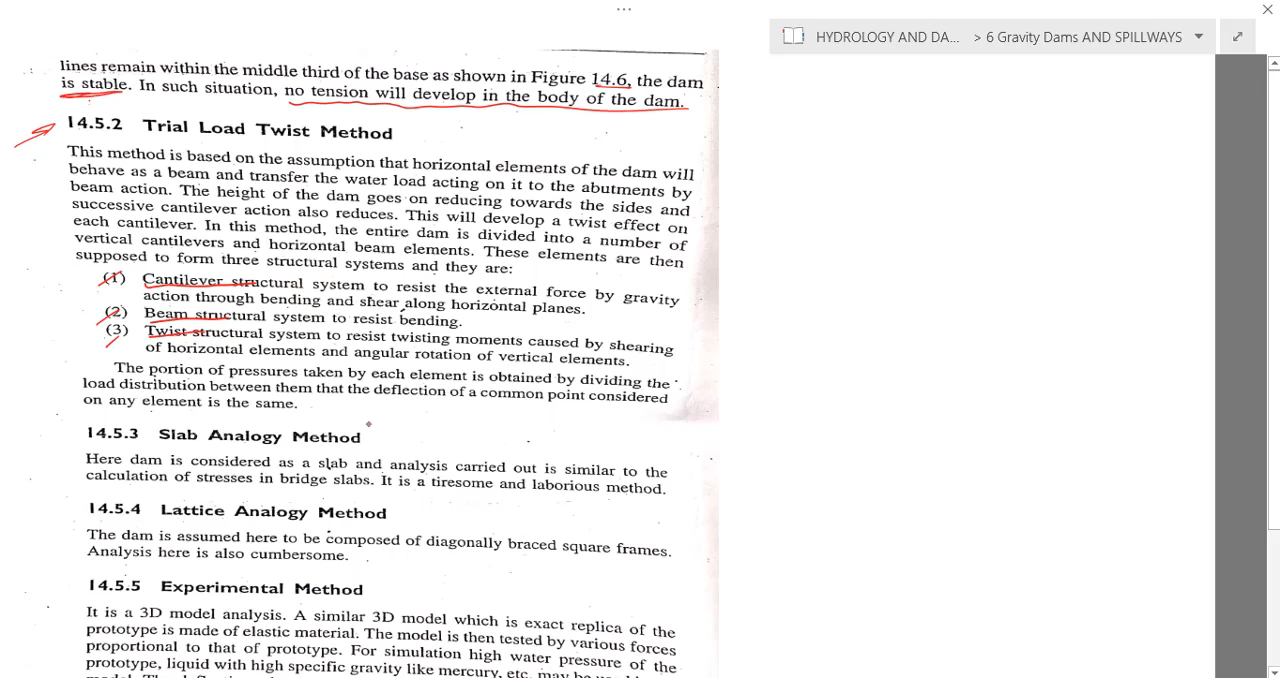 HYDROLOGY AND DA... > 6 Gravity Dams AND SPILLWAYS
lines remain within the middle third of the base as shown in Figure 14.6, the dam
is stable. In such situation, no tension will develop in the body of the dam.
14.5.2 Trial Load Twist Method
This method is based on the assumption that horizontal elements of the dam will
behave as a beam and transfer the water load acting on it to the abutments by
beam action. The height of the dam goes on reducing towards the sides and
successive cantilever action also reduces. This will develop a twist effect on
each cantilever. In this method, the entire dam is divided into a number of
vertical cantilevers and horizontal beam elements. These elements are then
supposed to form three structural systems and they are:
(1) Cantilever structural system to resist the external force by gravity
action through bending and shear along horizontal planes.
(2) Beam structural system to resist bending.
(3) Twist structural system to resist twisting moments caused by shearing
of horizontal elements and angular rotation of vertical elements.
The portion of pressures taken by each element is obtained by dividing the
load distribution between them that the deflection of a common point considered
on any element is the same.
14.5.3 Slab Analogy Method
Here dam is considered as a slab and analysis carried out is similar to the
calculation of stresses in bridge slabs. It is a tiresome and laborious method.
14.5.4 Lattice Analogy Method
The dam is assumed here to be composed of diagonally braced square frames.
Analysis here is also cumbersome.
14.5.5 Experimental Method
It is a 3D model analysis. A similar 3D model which is exact replica of the
prototype is made of elastic material. The model is then tested by various forces
proportional to that of prototype. For simulation high water pressure of the
prototype, liquid with high specific gravity like mercury, etc. may be